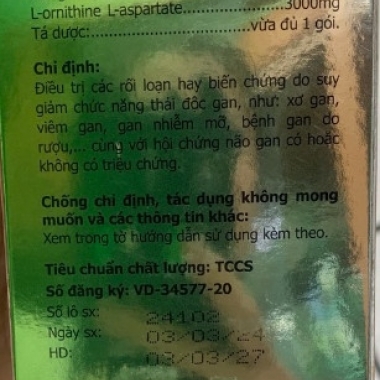 L-ornithine L-aspartate....................3000mg
Tá dược:....................................vừa đủ 1 gói.
Chỉ định:
Điều trị các rối loạn hay biến chứng do suy
giảm chức năng thải độc gan, như: xơ gan,
viêm gan, gan nhiễm mỡ, bệnh gan do
rượu,... cùng với hội chứng não gan có hoặc
không có triệu chứng.
Chống chỉ định, tác dụng không mong
muốn và các thông tin khác:
Xem trong tờ hướng dẫn sử dụng kèm theo.
Tiêu chuẩn chất lượng: TCCS
Số đăng ký: VD-34577-20
Số lô sx: 24102
Ngày sx: 03/03/24
HD: 03/03/27